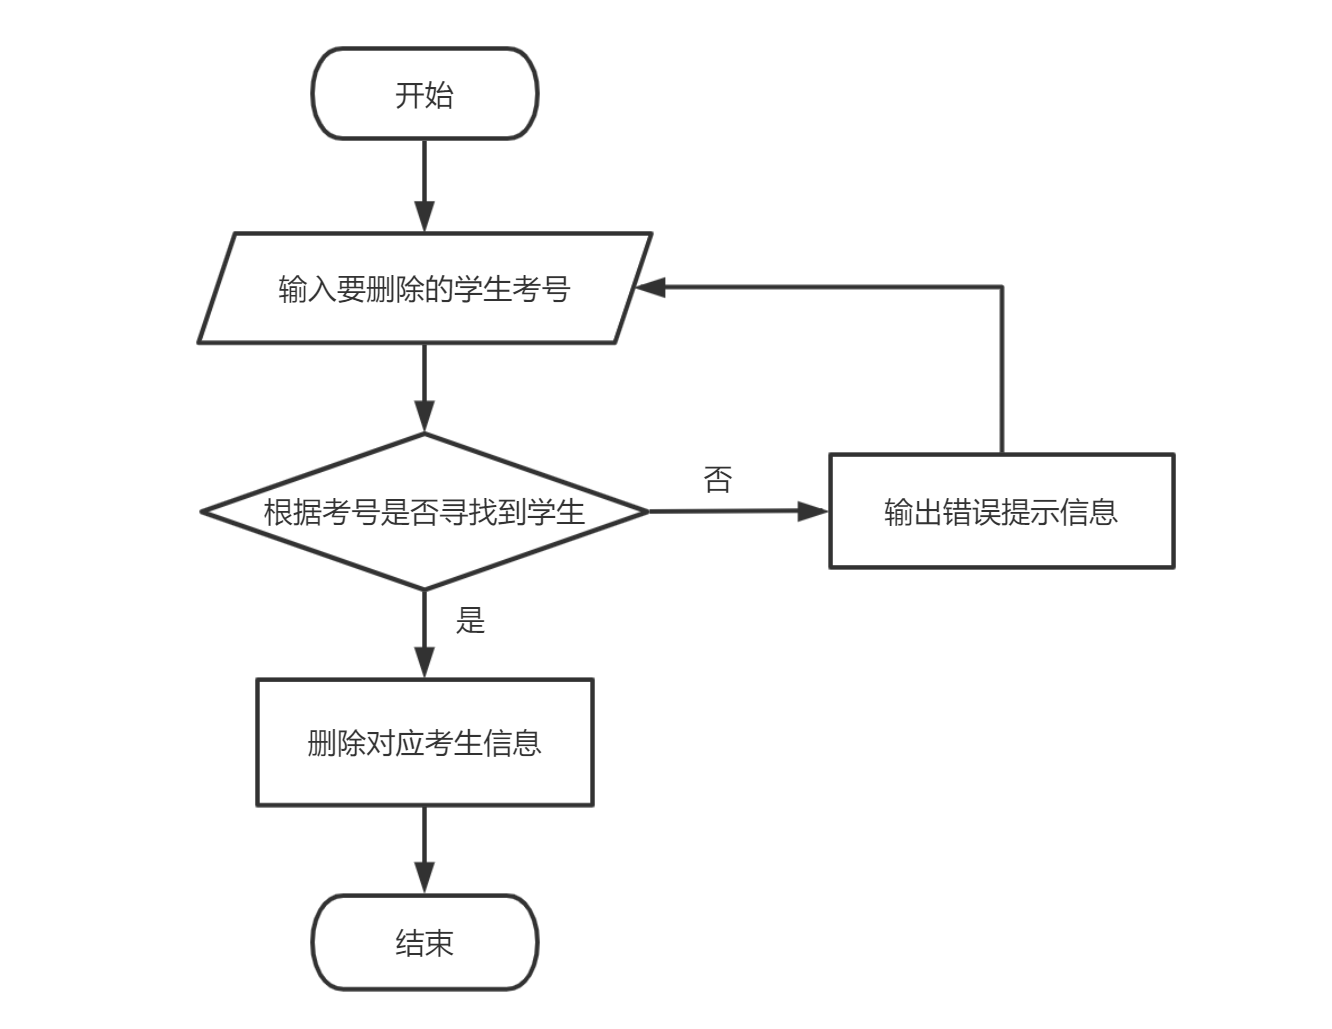 开始
输入要删除的学生考号
根据考号是否寻找到学生
否
输出错误提示信息
是
删除对应考生信息
结束